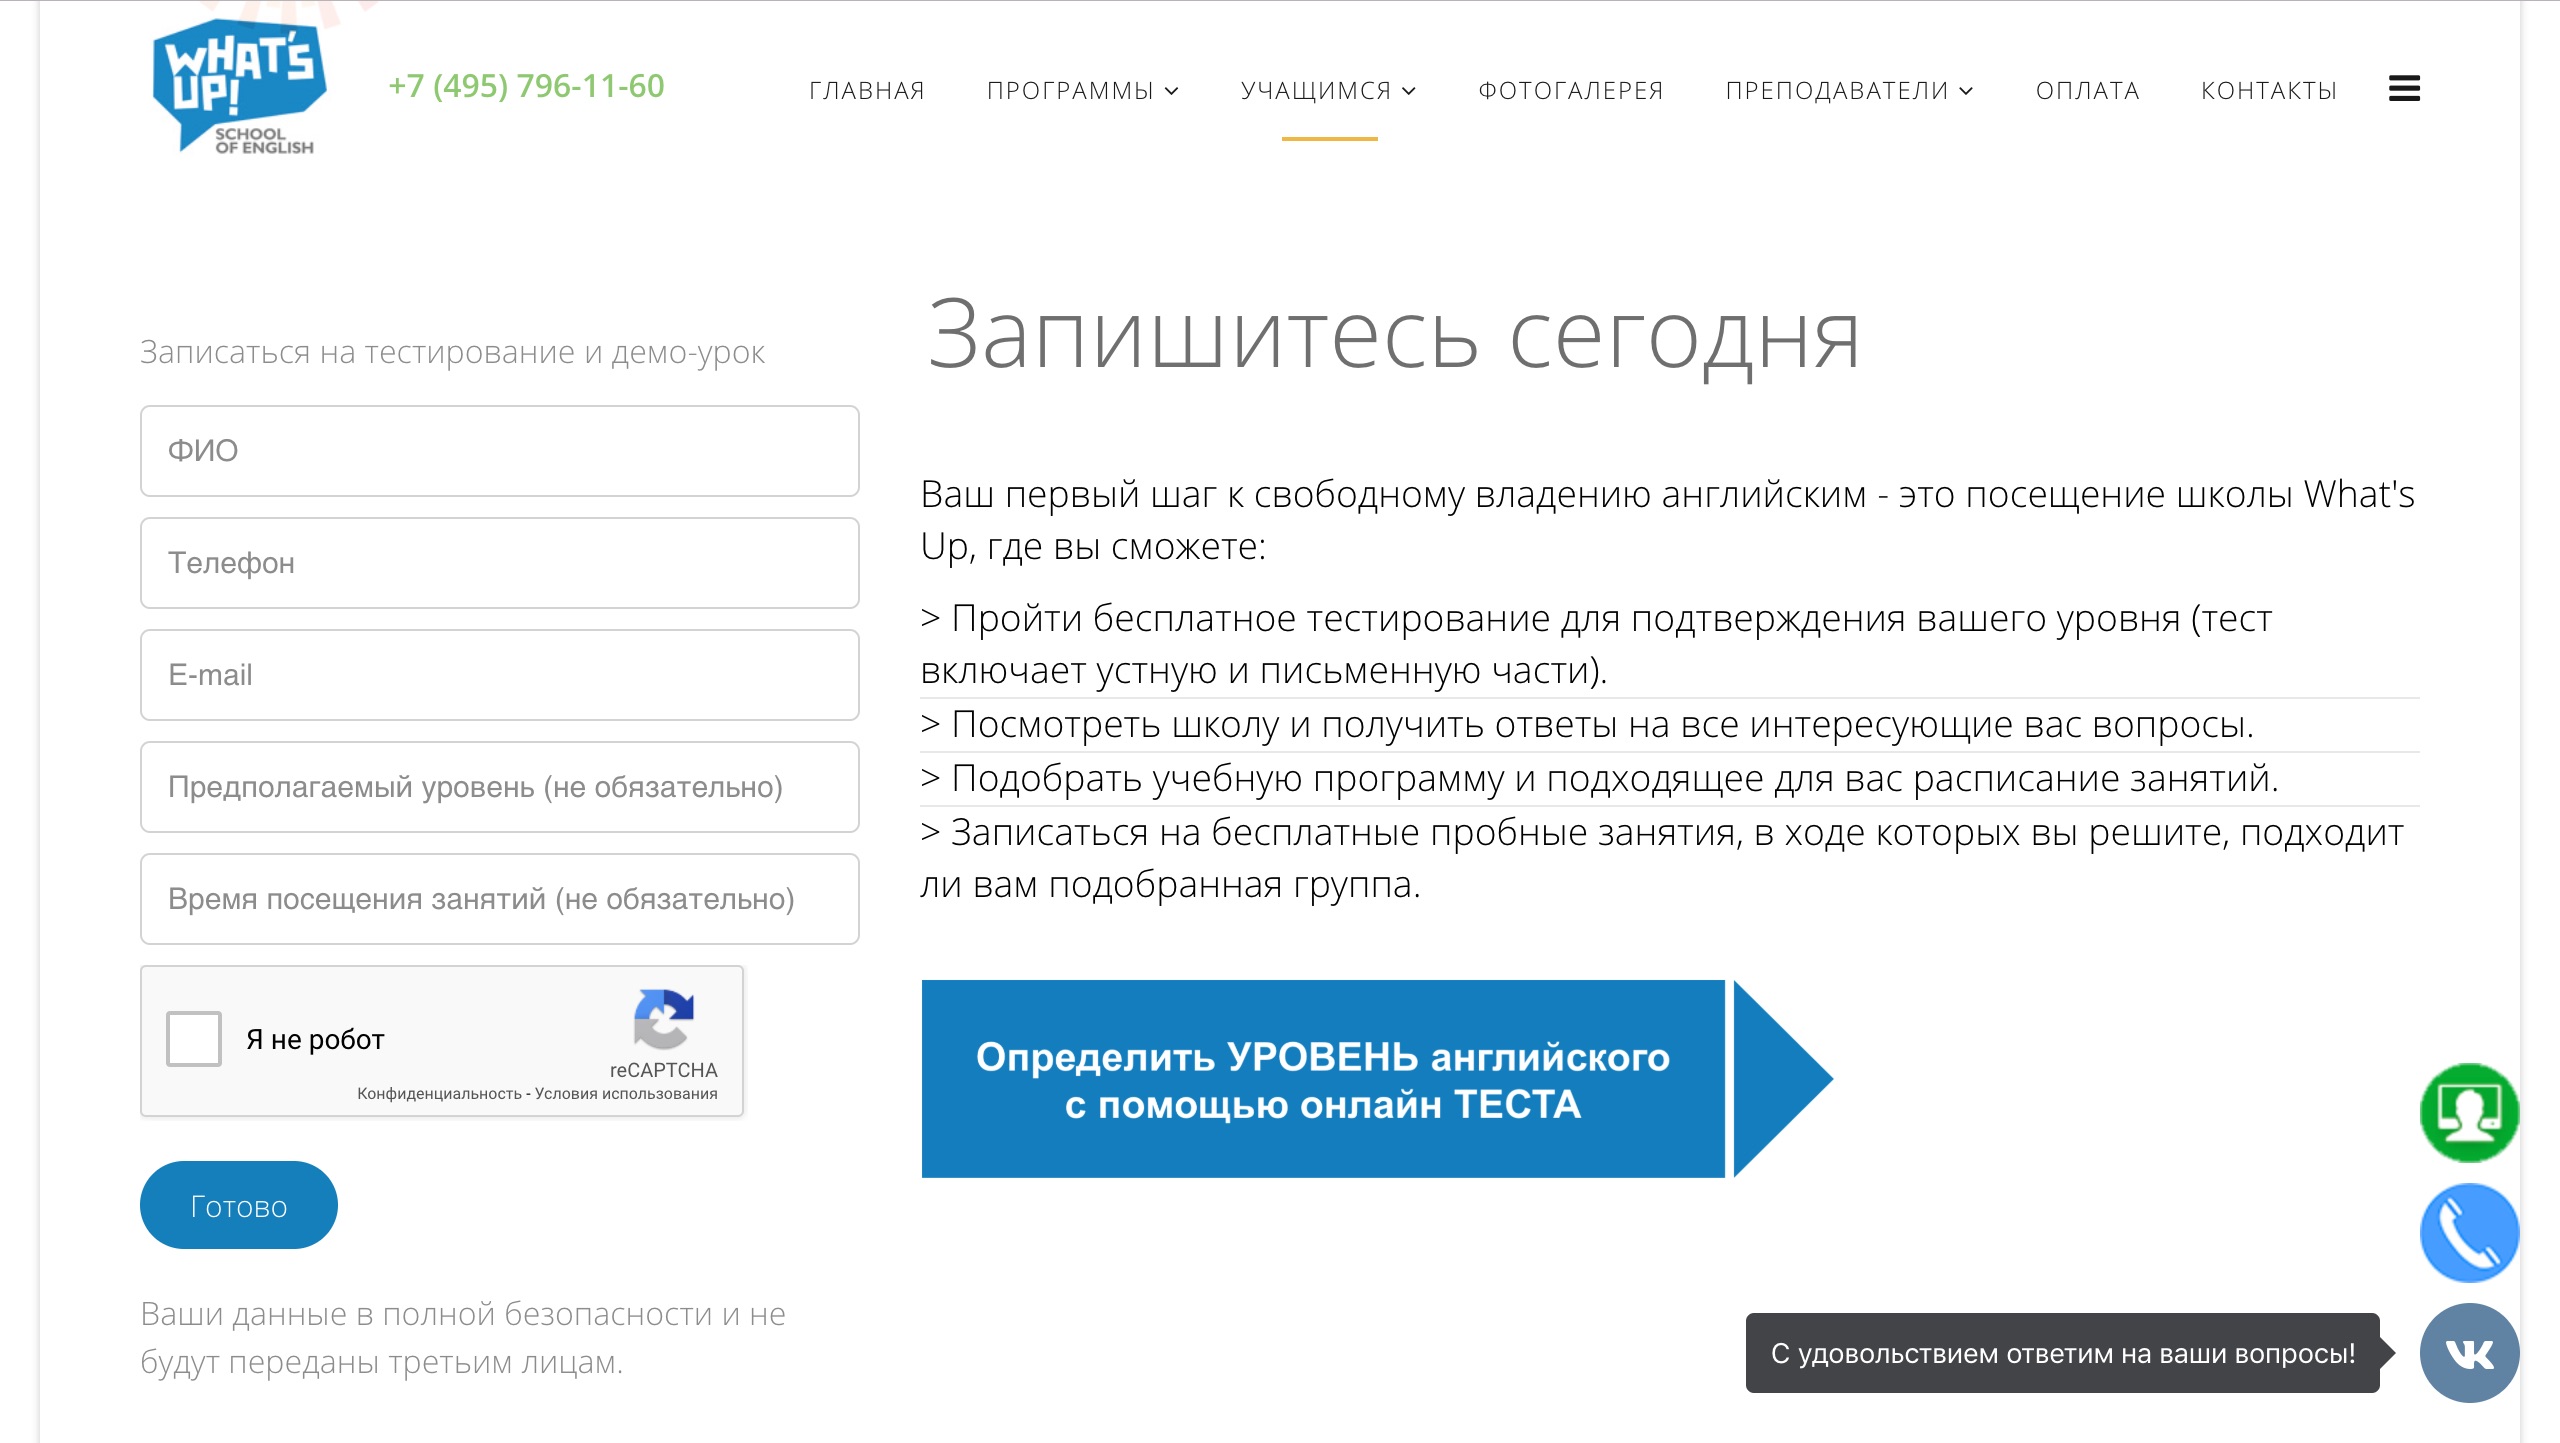 WHAT'S
UP!
SCHOOL
OF ENGLISH
+7 (495) 796-11-60
ГЛАВНАЯ
ПРОГРАММЫ
УЧАЩИМСЯ
ФОТОГАЛЕРЕЯ
ПРЕПОДАВАТЕЛИ
ОПЛАТА
КОНТАКТЫ
Записаться на тестирование и демо-урок
ФИО
Телефон
E-mail
Предполагаемый уровень (не обязательно)
Время посещения занятий (не обязательно)
Я не робот
reCAPTCHA
Конфиденциальность - Условия использования
Готово
Ваши данные в полной безопасности и не
будут переданы третьим лицам.
Запишитесь сегодня
Ваш первый шаг к свободному владению английским - это посещение школы What's
Up, где вы сможете:
> Пройти бесплатное тестирование для подтверждения вашего уровня (тест
включает устную и письменную части).
> Посмотреть школу и получить ответы на все интересующие вас вопросы.
> Подобрать учебную программу и подходящее для вас расписание занятий.
> Записаться на бесплатные пробные занятия, в ходе которых вы решите, подходит
ли вам подобранная группа.
Определить УРОВЕНЬ английского
с помощью онлайн ТЕСТА
С удовольствием ответим на ваши вопросы!